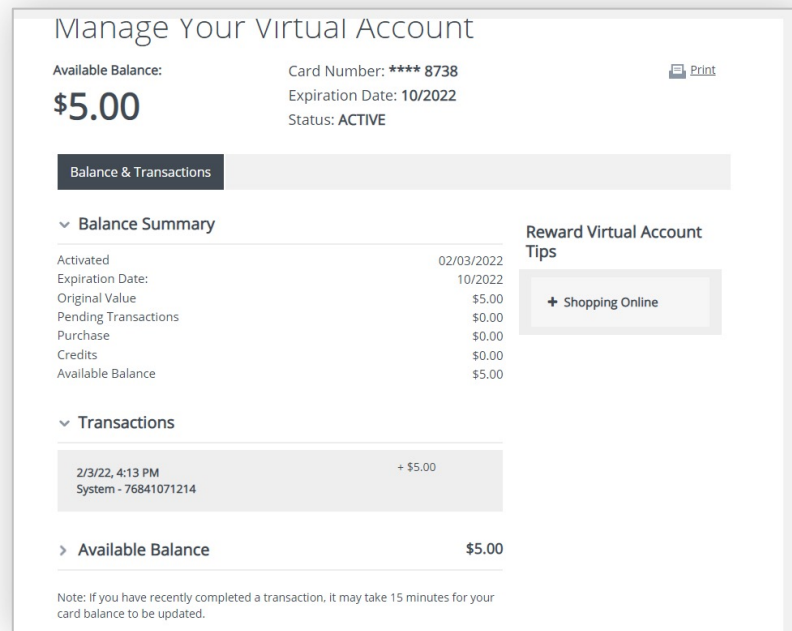 Manage Your Virtual Account
Available Balance:
$5.00
Card Number: **** 8738
Expiration Date: 10/2022
Status: ACTIVE
Print
Balance & Transactions
Balance Summary
Activated 02/03/2022
Expiration Date: 10/2022
Original Value $5.00
Pending Transactions $0.00
Purchase $0.00
Credits $0.00
Available Balance $5.00
Transactions
2/3/22, 4:13 PM + $5.00
System - 76841071214
Available Balance $5.00
Note: If you have recently completed a transaction, it may take 15 minutes for your
card balance to be updated.
Reward Virtual Account
Tips
+ Shopping Online